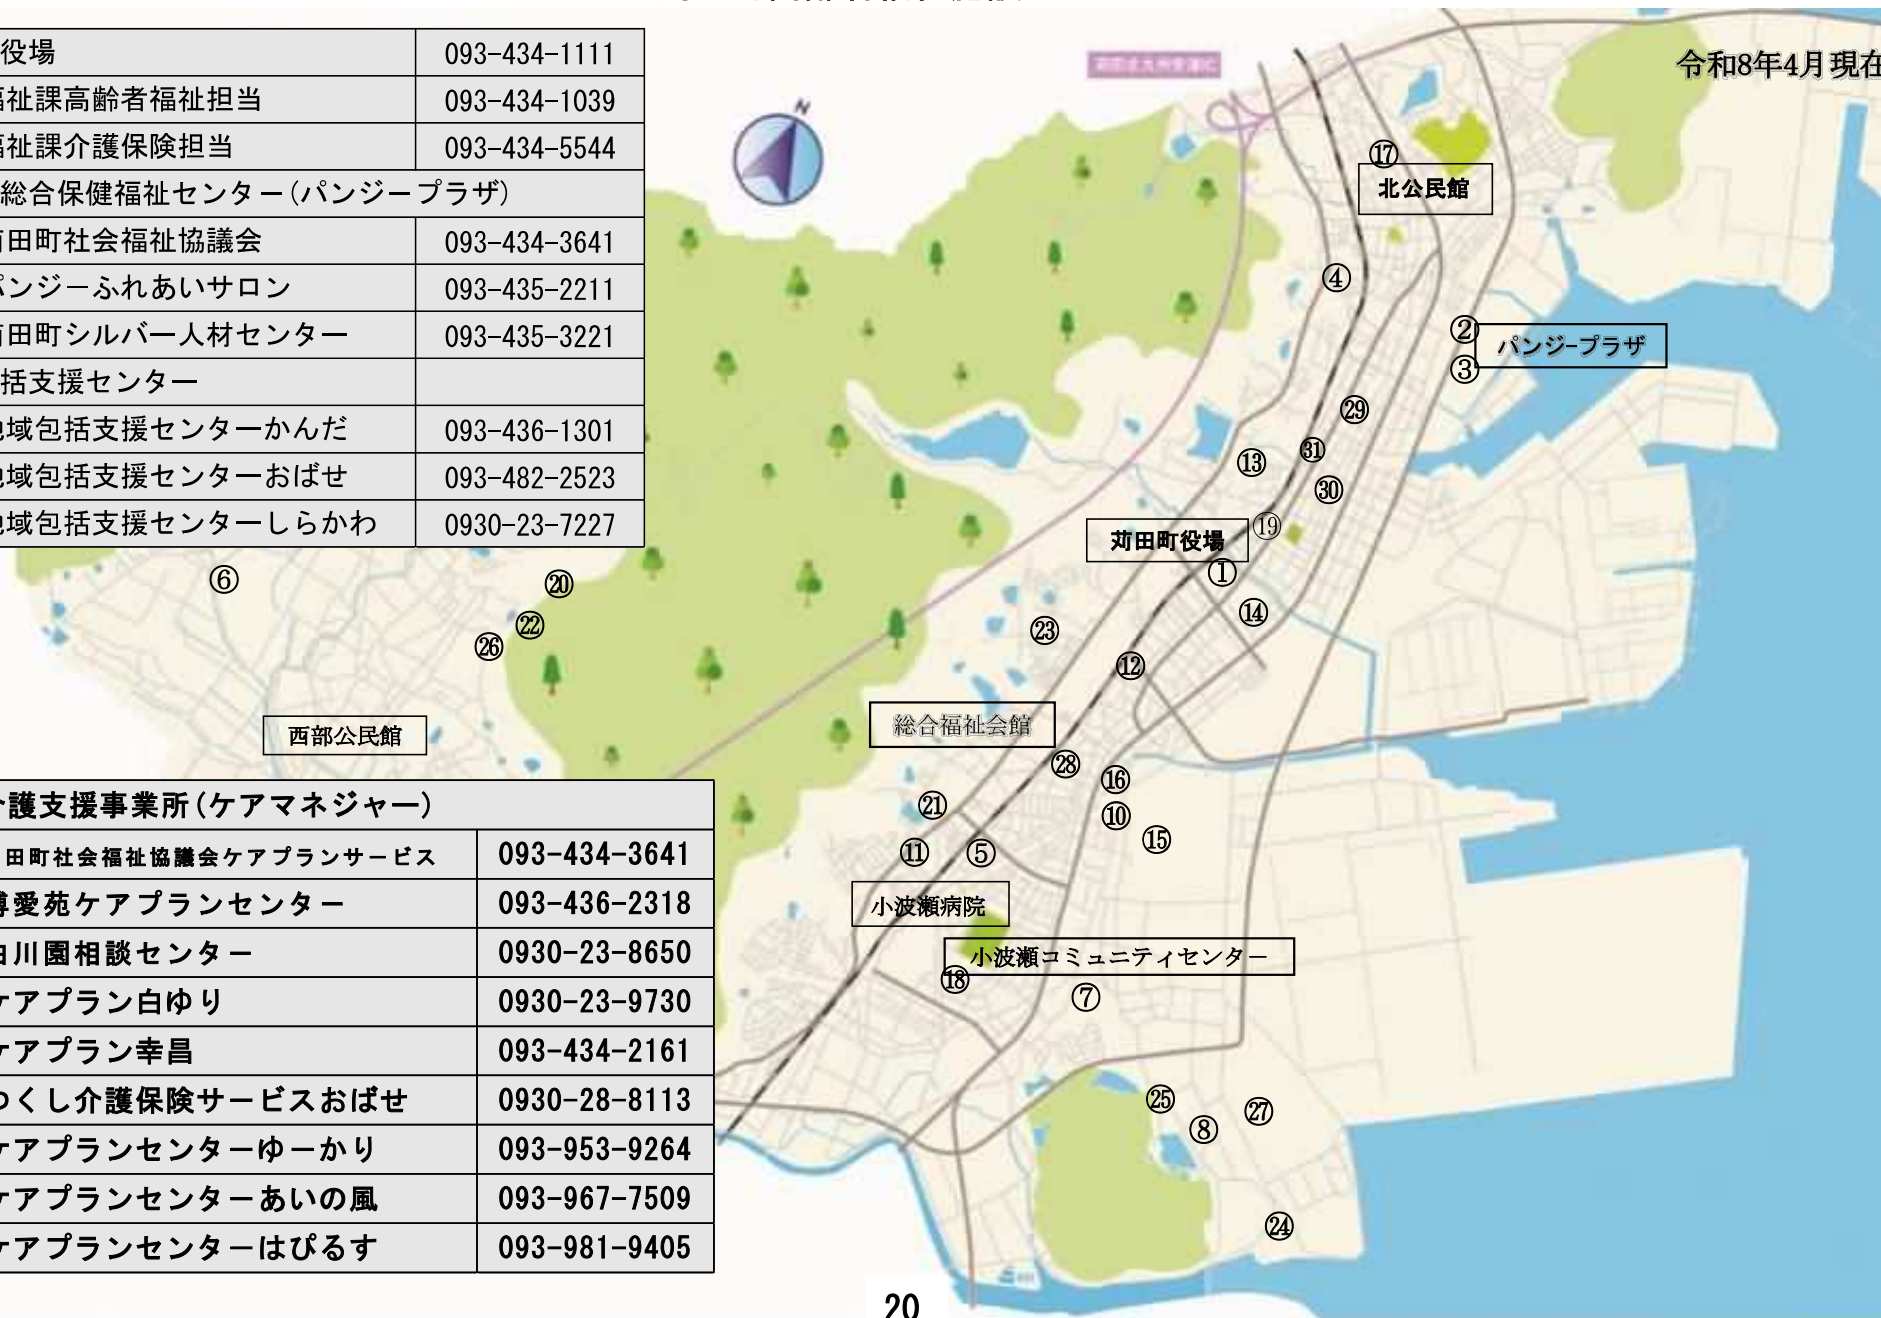 令和8年4月現在
役場 093-434-1111
福祉課高齢者福祉担当 093-434-1039
福祉課介護保険担当 093-434-5544
総合保健福祉センター(パンジープラザ)
苅田町社会福祉協議会 093-434-3641
パンジーふれあいサロン 093-435-2211
苅田町シルバー人材センター 093-435-3221
括支援センター
地域包括支援センターかんだ 093-436-1301
地域包括支援センターおばせ 093-482-2523
地域包括支援センターしらかわ 0930-23-7227
N
⑰
北公民館
④
②
パンジープラザ
③
㉙
㉛
⑬
㉚
⑲
苅田町役場
①
⑥
⑳
㉒
㉖
⑭
㉓
⑫
西部公民館
総合福祉会館
㉘
⑯
㉑
⑩
⑮
⑪
⑤
小波瀬病院
小波瀬コミュニティセンター
⑱
⑦
㉕
㉗
⑧
㉔
介護支援事業所(ケアマネジャー)
田町社会福祉協議会ケアプランサービス 093-434-3641
博愛苑ケアプランセンター 093-436-2318
白川園相談センター 0930-23-8650
ケアプラン白ゆり 0930-23-9730
ケアプラン幸昌 093-434-2161
つくし介護保険サービスおばせ 0930-28-8113
ケアプランセンターゆーかり 093-953-9264
ケアプランセンターあいの風 093-967-7509
ケアプランセンターはぴるす 093-981-9405
20